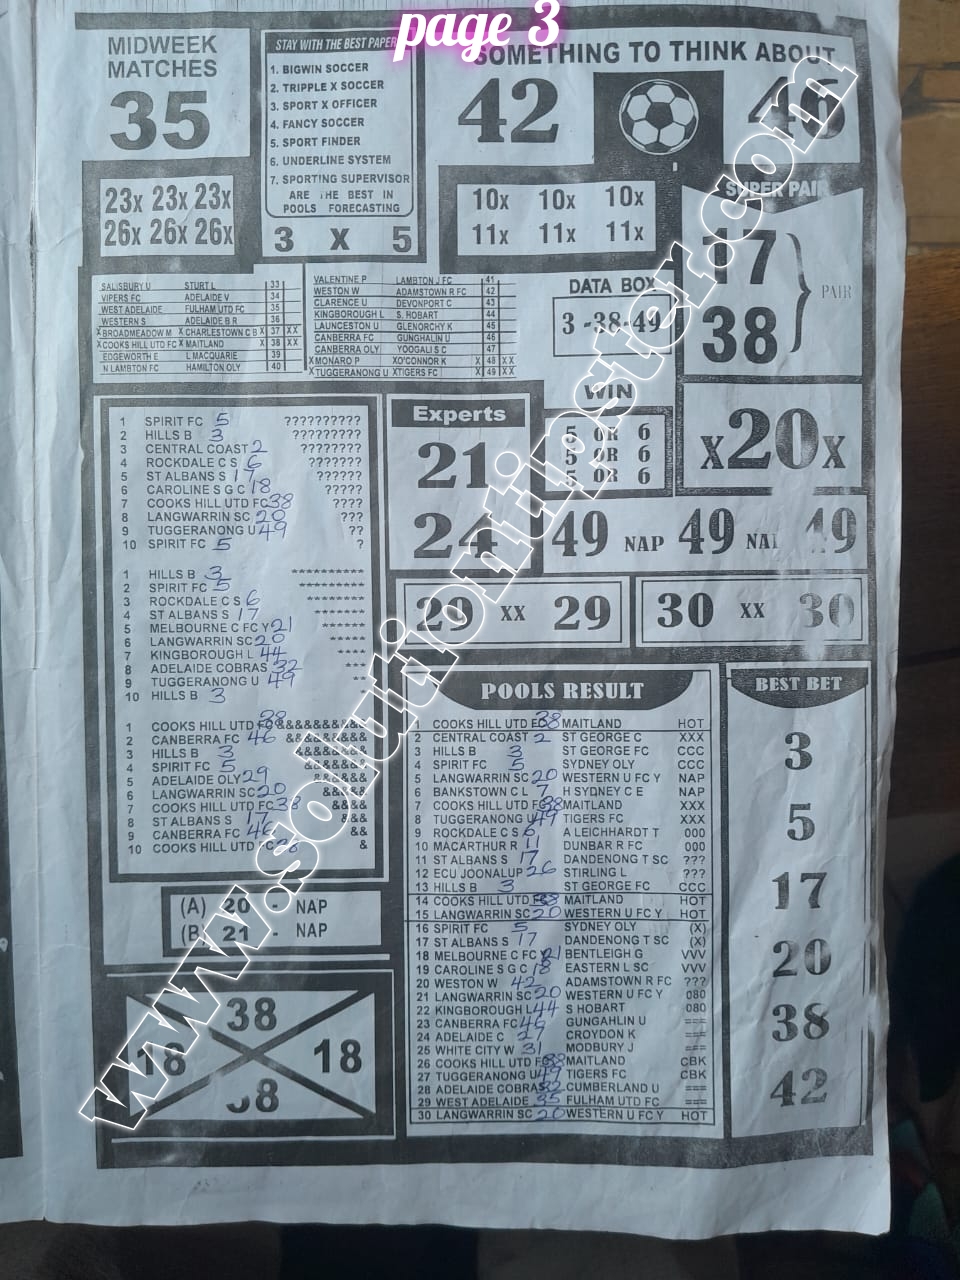 page 3
MIDWEEK
MATCHES
35
STAY WITH THE BEST PAPER
1. BIGWIN SOCCER
2. TRIPPLE X SOCCER
3. SPORT X OFFICER
4. FANCY SOCCER
5. SPORT FINDER
6. UNDERLINE SYSTEM
7. SPORTING SUPERVISOR
ARE THE BEST IN
POOLS FORECASTING
3 X 5
SOMETHING TO THINK ABOUT
42 46
23x 23x 23x
26x 26x 26x
10x 10x 10x
11x 11x 11x
SUPER PAIR
17
38
PAIR
SALISBURY U STURT L 33
VIPERS FC ADELAIDE V 34
WEST ADELAIDE FULHAM UTD FC 35
WESTERN S ADELAIDE B R 36
X BROADMEADOW M X CHARLESTOWN C B X 37 XX
X COOKS HILL UTD FC X MAITLAND X 38 XX
EDGEWORTH E L MACQUARIE 39
N LAMBTON FC HAMILTON OLY 40
VALENTINE P LAMBTON J FC 41
WESTON W ADAMSTOWN R FC 42
CLARENCE U DEVONPORT C 43
KINGBOROUGH L S. HOBART 44
LAUNCESTON U GLENORCHY K 45
CANBERRA FC GUNGHALIN U 46
CANBERRA OLY YOOGALI S C 47
X MONARO P X O'CONNOR K X 48 XX
X TUGGERANONG U X TIGERS FC X 49 XX
DATA BOX
3 -38-49
WIN
5 OR 6
5 OR 6
5 OR 6
x20x
1 SPIRIT FC 5 ??????????
2 HILLS B 3 ?????????
3 CENTRAL COAST 2 ????????
4 ROCKDALE C S 6 ???????
5 ST ALBANS S 17 ??????
6 CAROLINE S G C 18 ?????
7 COOKS HILL UTD FC 38 ????
8 LANGWARRIN SC 20 ???
9 TUGGERANONG U 49 ??
10 SPIRIT FC 5 ?
1 HILLS B 3 **********
2 SPIRIT FC 5 *********
3 ROCKDALE C S 6 ********
4 ST ALBANS S 17 *******
5 MELBOURNE C FC Y 21 ******
6 LANGWARRIN SC 20 *****
7 KINGBOROUGH L 44 ****
8 ADELAIDE COBRAS 32 ***
9 TUGGERANONG U 49 **
10 HILLS B 3 *
1 COOKS HILL UTD FC 38 &&&&&&&&&&
2 CANBERRA FC 46 &&&&&&&&&
3 HILLS B 3 &&&&&&&&
4 SPIRIT FC 5 &&&&&&&
5 ADELAIDE OLY 29 &&&&&&
6 LANGWARRIN SC 20 &&&&&
7 COOKS HILL UTD FC 38 &&&&
8 ST ALBANS S 17 &&&
9 CANBERRA FC 46 &&
10 COOKS HILL UTD FC &
Experts
21
24
49 NAP 49 NAP 49
29 XX 29
30 XX 30
POOLS RESULT
1 COOKS HILL UTD FC 38 MAITLAND HOT
2 CENTRAL COAST 2 ST GEORGE C XXX
3 HILLS B 3 ST GEORGE FC CCC
4 SPIRIT FC 5 SYDNEY OLY CCC
5 LANGWARRIN SC 20 WESTERN U FC Y NAP
6 BANKSTOWN C L 7 H SYDNEY C E NAP
7 COOKS HILL UTD FC 38 MAITLAND XXX
8 TUGGERANONG U 49 TIGERS FC XXX
9 ROCKDALE C S 6 A LEICHHARDT T 000
10 MACARTHUR R 11 DUNBAR R FC 000
11 ST ALBANS S 17 DANDENONG T SC ???
12 ECU JOONALUP 26 STIRLING L ???
13 HILLS B 3 ST GEORGE FC CCC
14 COOKS HILL UTD FC 38 MAITLAND HOT
15 LANGWARRIN SC 20 WESTERN U FC Y HOT
16 SPIRIT FC 5 SYDNEY OLY (X)
17 ST ALBANS S 17 DANDENONG T SC (X)
18 MELBOURNE C FC Y 21 BENTLEIGH G VVV
19 CAROLINE S G C 18 EASTERN L SC VVV
20 WESTON W 42 ADAMSTOWN R FC ???
21 LANGWARRIN SC 20 WESTERN U FC Y 080
22 KINGBOROUGH L 44 S HOBART 080
23 CANBERRA FC 46 GUNGAHLIN U ===
24 ADELAIDE C 27 CROYDON K ===
25 WHITE CITY W 31 MODBURY J ===
26 COOKS HILL UTD FC 38 MAITLAND CBK
27 TUGGERANONG U 49 TIGERS FC CBK
28 ADELAIDE COBRAS 32 CUMBERLAND U ===
29 WEST ADELAIDE 35 FULHAM UTD FC ===
30 LANGWARRIN SC 20 WESTERN U FC Y HOT
BEST BET
3
5
17
20
38
42
(A) 20 - NAP
(B) 21 - NAP
38
18 18
38
www.solutiontipster.com